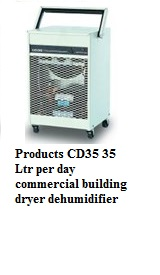 Products CD35 35
Ltr per day
commercial building
dryer dehumidifier